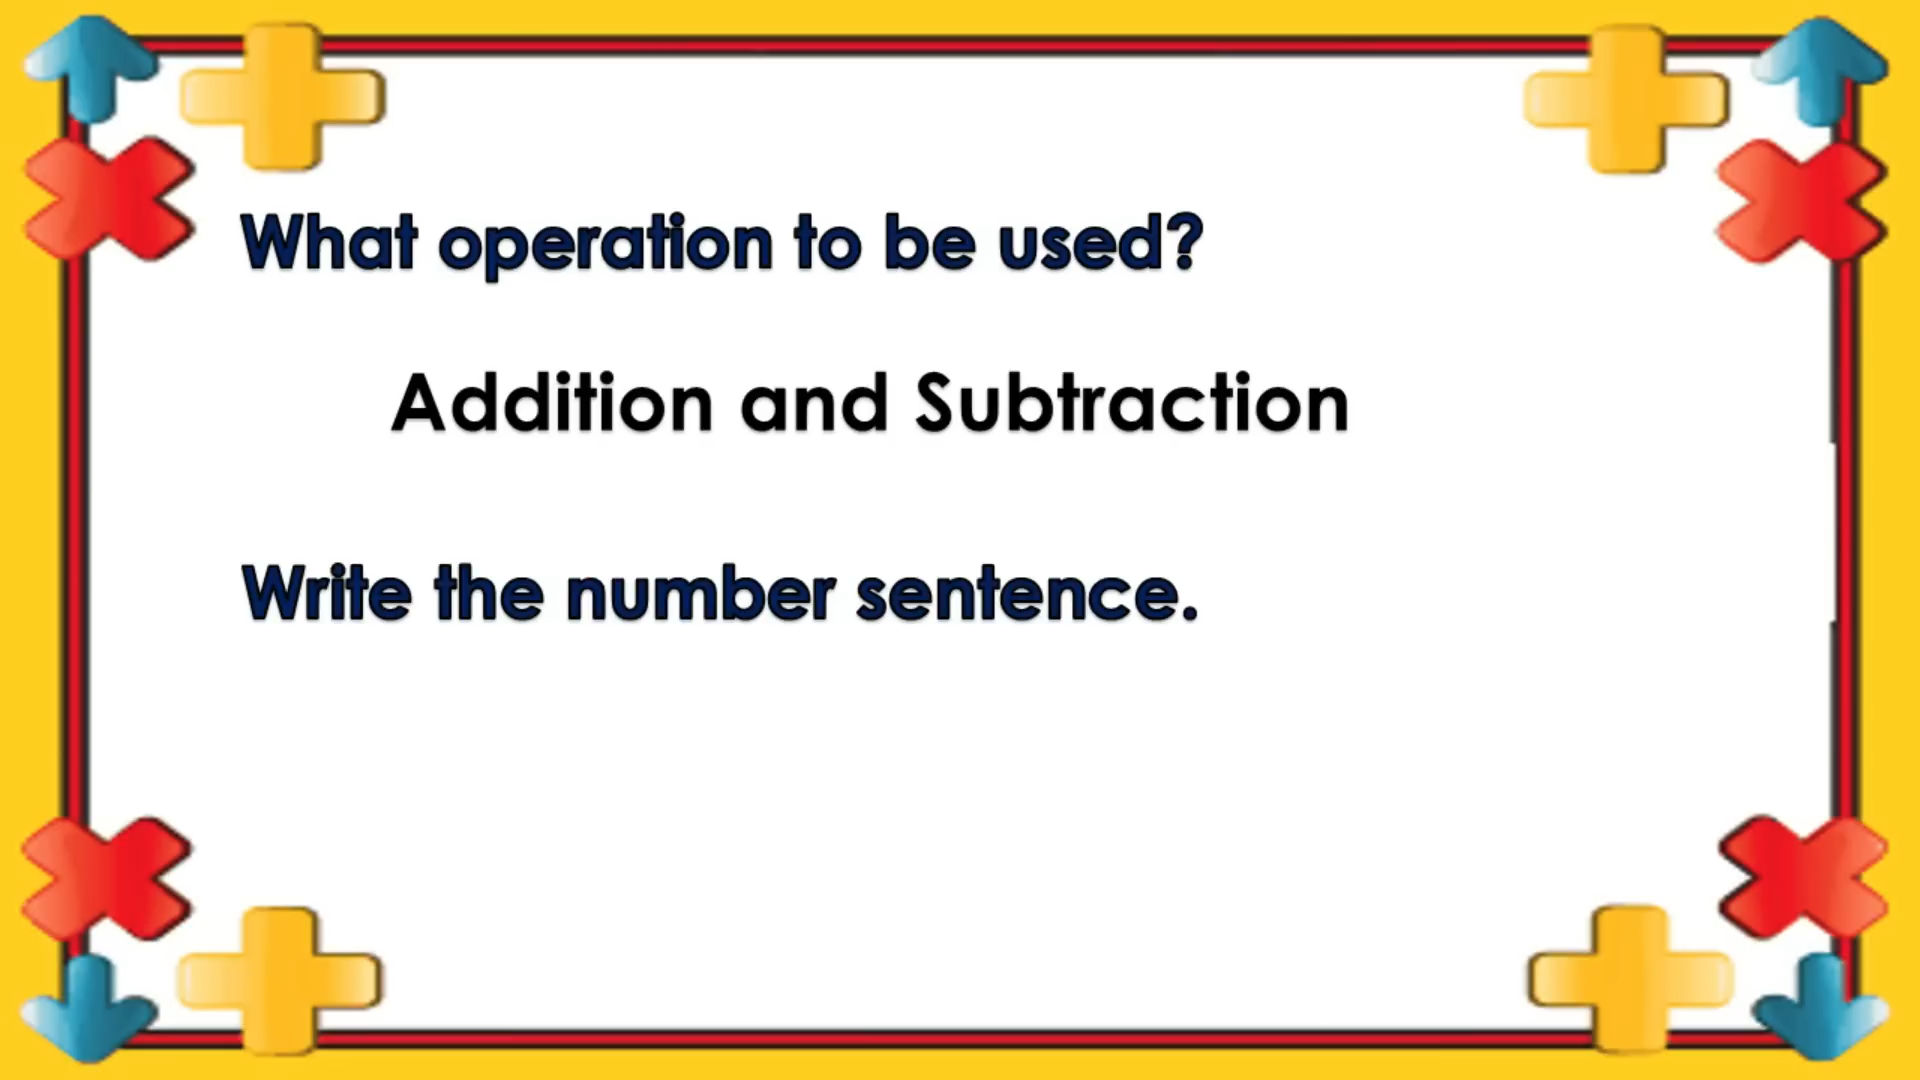 What operation to be used?
Addition and Subtraction
Write the number sentence.